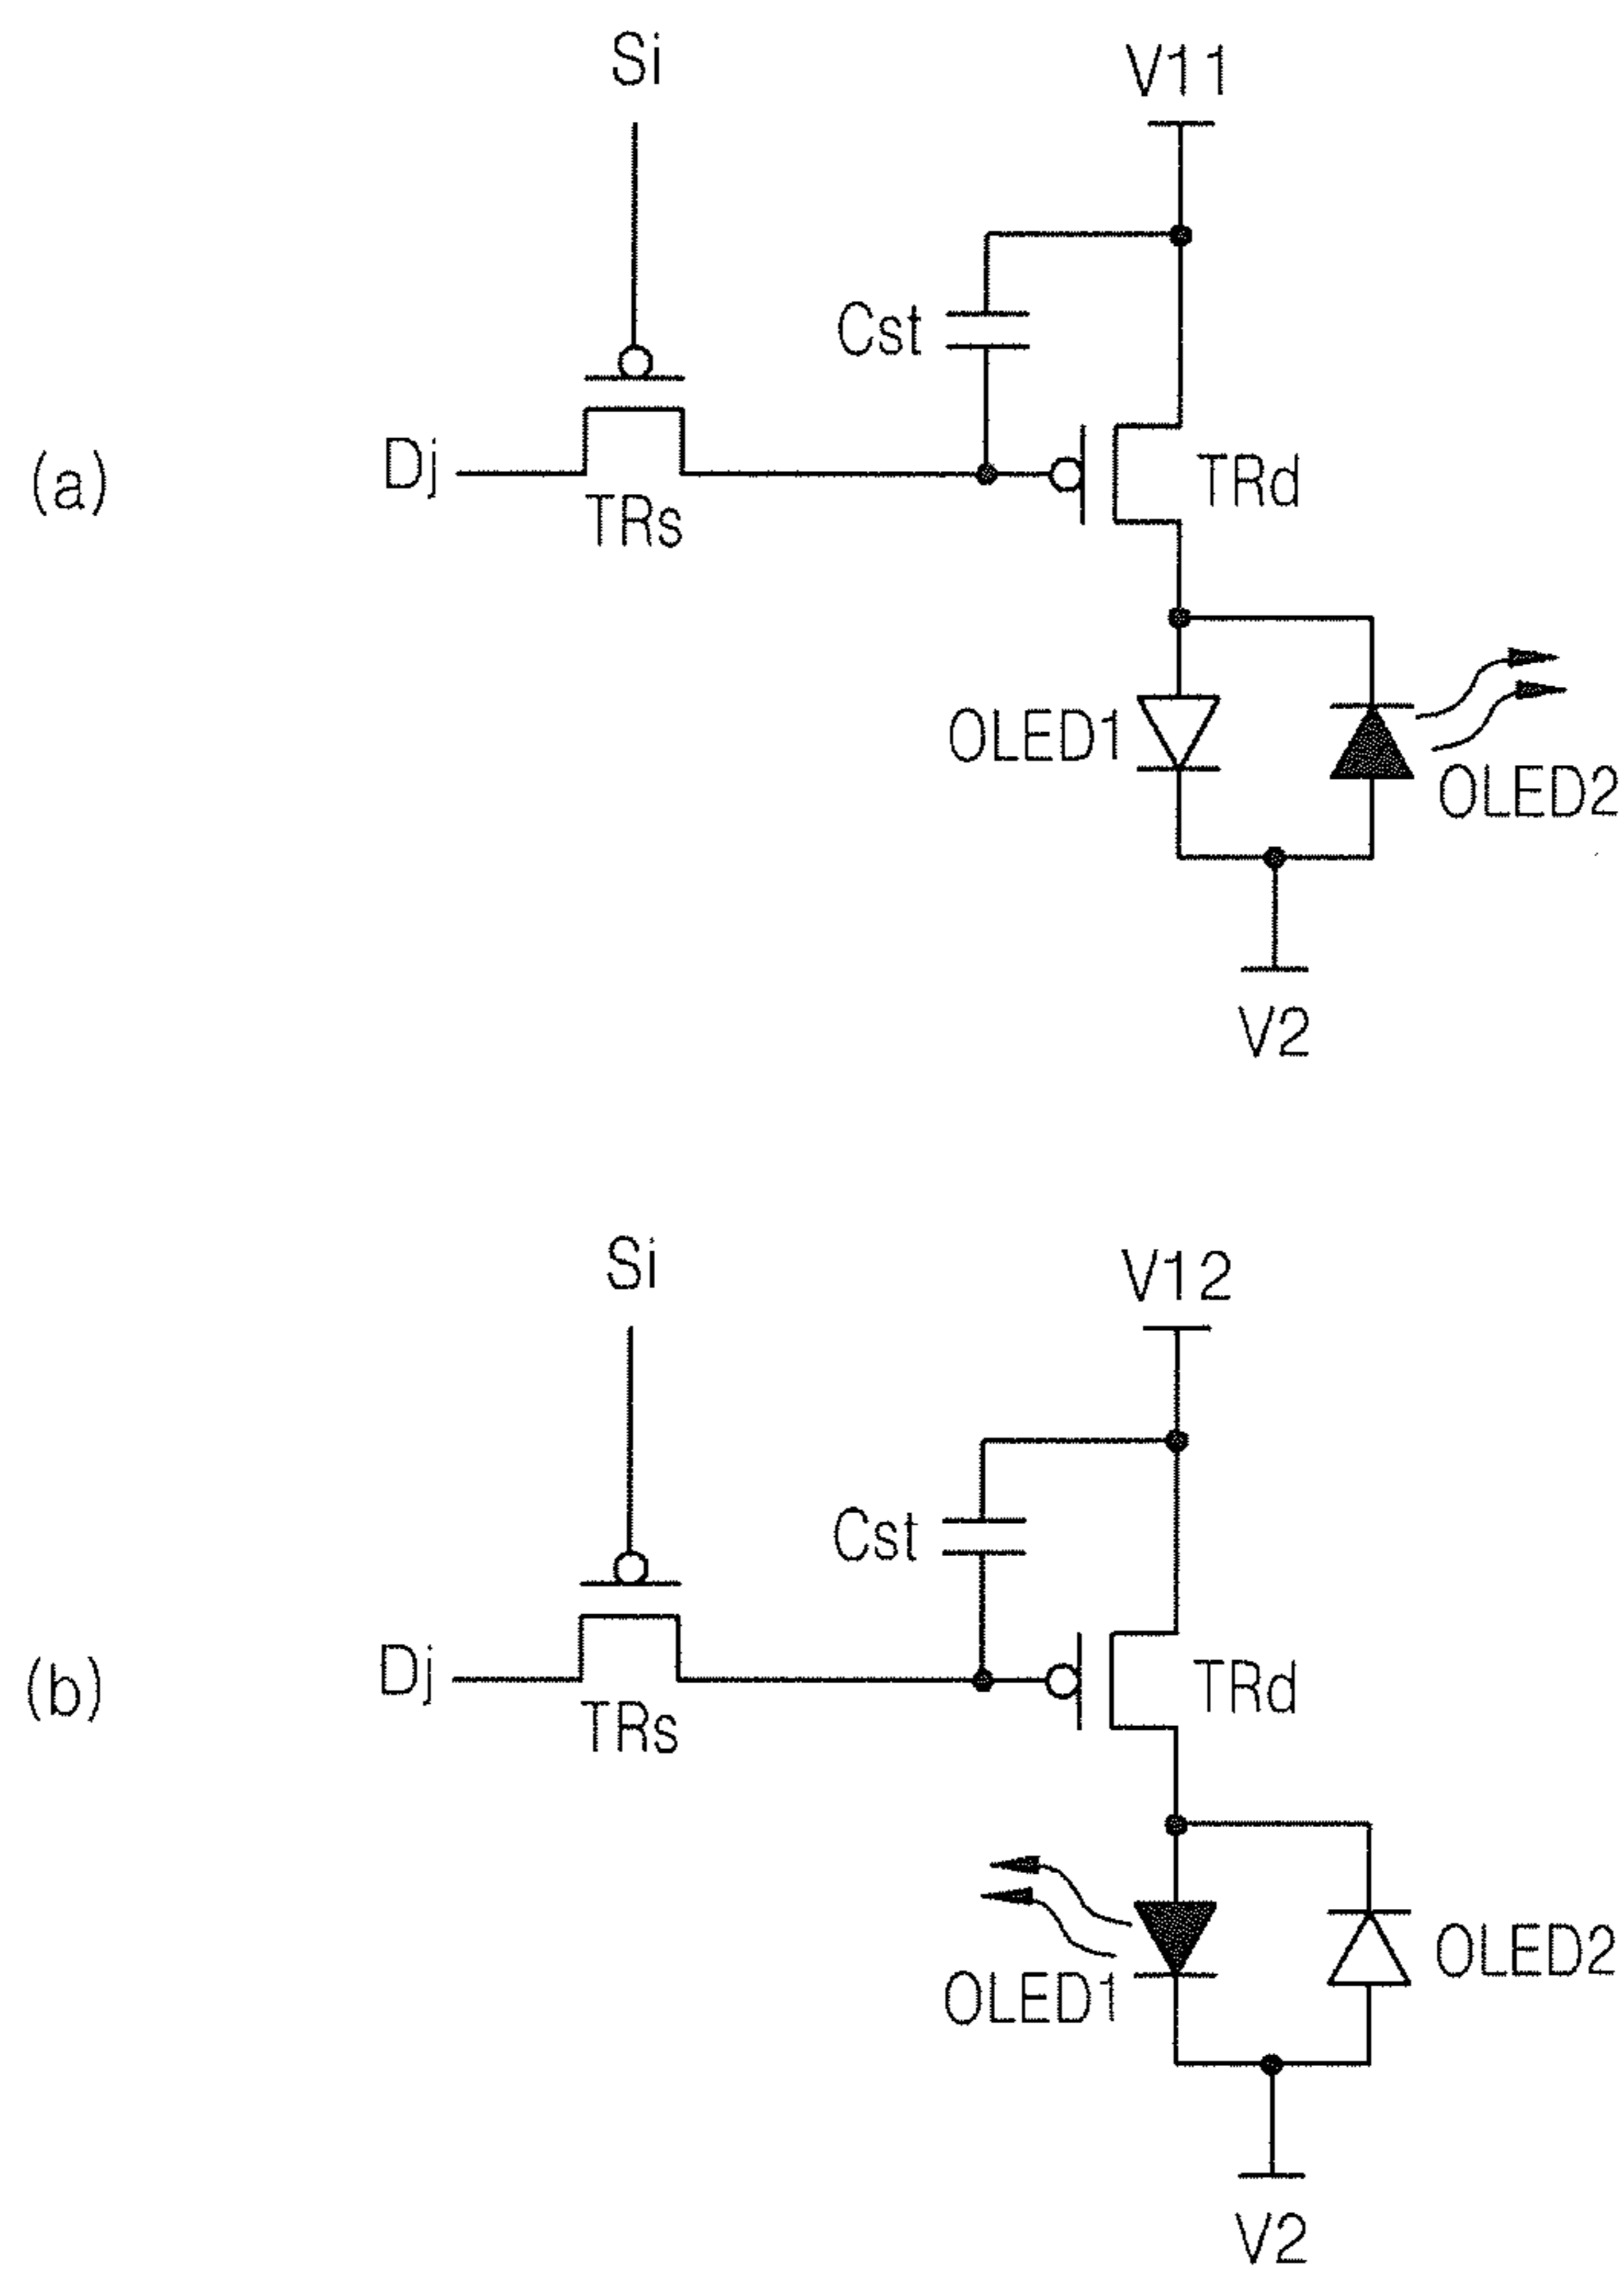 Si
V11
Cst
(a)
Dj
TRs
TRd
OLED1
OLED2
V2
Si
V12
Cst
(b)
Dj
TRs
TRd
OLED1
OLED2
V2